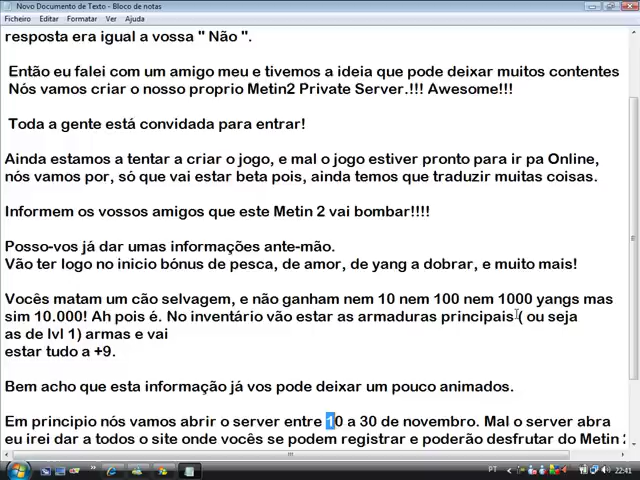 Novo Documento de Texto - Bloco de notas
Ficheiro Editar Formatar Ver Ajuda
resposta era igual a vossa " Não ".
Então eu falei com um amigo meu e tivemos a ideia que pode deixar muitos contentes
Nós vamos criar o nosso proprio Metin2 Private Server.!!! Awesome!!!
Toda a gente está convidada para entrar!
Ainda estamos a tentar a criar o jogo, e mal o jogo estiver pronto para ir pa Online,
nós vamos por, só que vai estar beta pois, ainda temos que traduzir muitas coisas.
Informem os vossos amigos que este Metin 2 vai bombar!!!!
Posso-vos já dar umas informações ante-mão.
Vão ter logo no inicio bónus de pesca, de amor, de yang a dobrar, e muito mais!
Vocês matam um cão selvagem, e não ganham nem 10 nem 100 nem 1000 yangs mas
sim 10.000! Ah pois é. No inventário vão estar as armaduras principais ( ou seja
as de lvl 1) armas e vai
estar tudo a +9.
Bem acho que esta informação já vos pode deixar um pouco animados.
Em principio nós vamos abrir o server entre 10 a 30 de novembro. Mal o server abra
eu irei dar a todos o site onde vocês se podem registrar e poderão desfrutar do Metin 2
PT 22:41